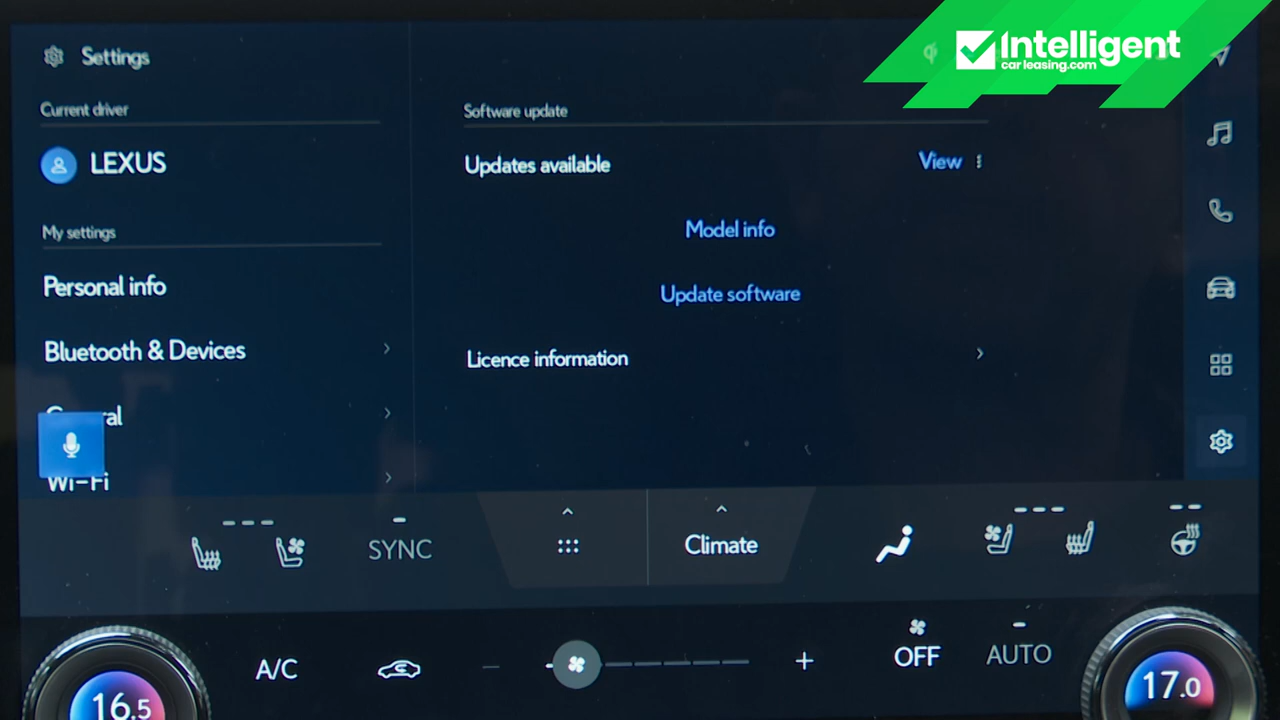 Settings
Intelligent
carleasing.com
Current driver
Software update
LEXUS
Updates available
View
My settings
Model info
Personal info
Update software
Bluetooth & Devices
Licence information
Wi-Fi
SYNC
Climate
A/C
OFF
AUTO
16.5
17.0